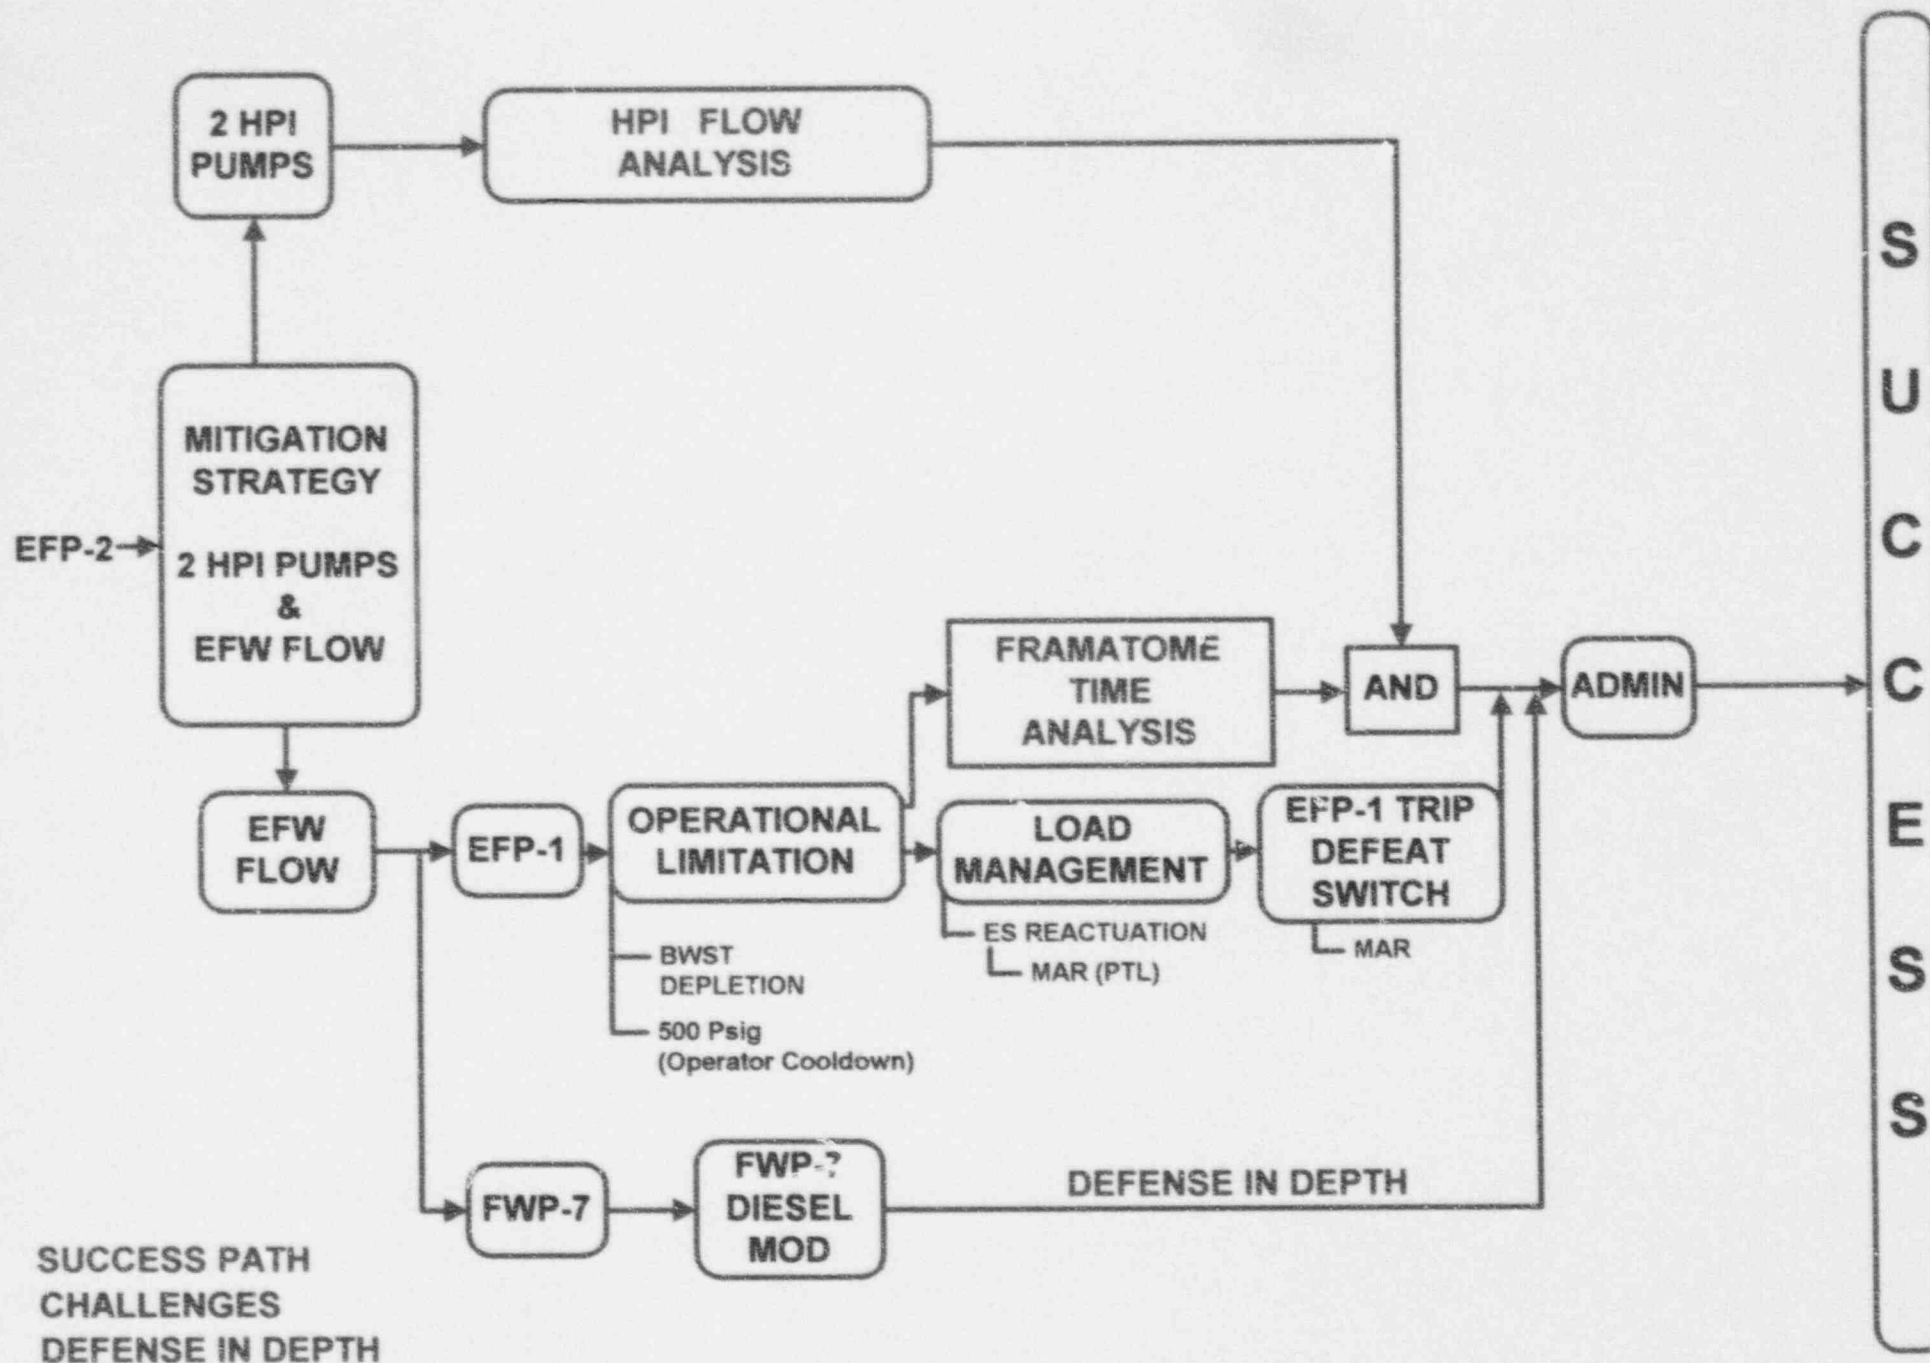 2 HPI
PUMPS
HPI FLOW
ANALYSIS
MITIGATION
STRATEGY
2 HPI PUMPS
&
EFW FLOW
EFP-2
EFW
FLOW
EFP-1
OPERATIONAL
LIMITATION
BWST
DEPLETION
500 Psig
(Operator Cooldown)
FRAMATOME
TIME
ANALYSIS
AND
ADMIN
LOAD
MANAGEMENT
ES REACTUATION
MAR (PTL)
EFP-1 TRIP
DEFEAT
SWITCH
MAR
FWP-7
DIESEL
MOD
DEFENSE IN DEPTH
SUCCESS PATH
CHALLENGES
DEFENSE IN DEPTH
S
U
C
C
E
S
S